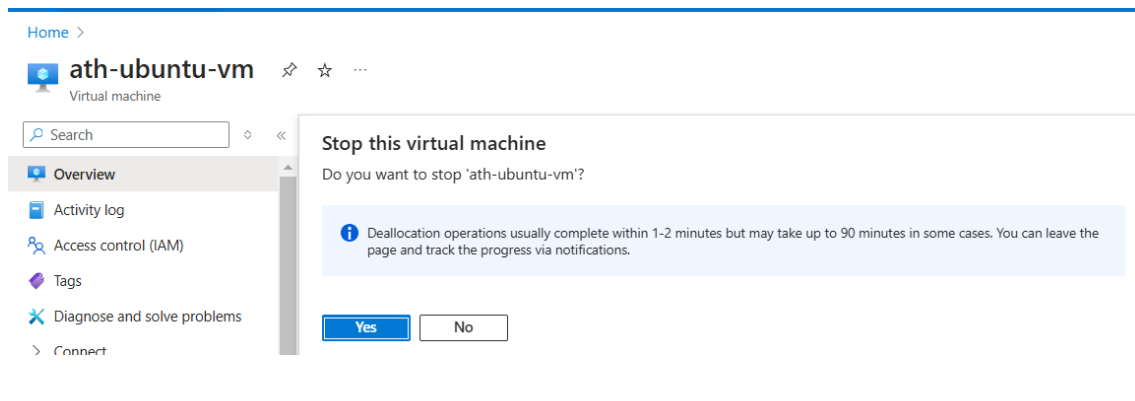 Home >
ath-ubuntu-vm
Virtual machine
Search
Overview
Activity log
Access control (IAM)
Tags
Diagnose and solve problems
Connect
Stop this virtual machine
Do you want to stop 'ath-ubuntu-vm'?
Deallocation operations usually complete within 1-2 minutes but may take up to 90 minutes in some cases. You can leave the
page and track the progress via notifications.
Yes No